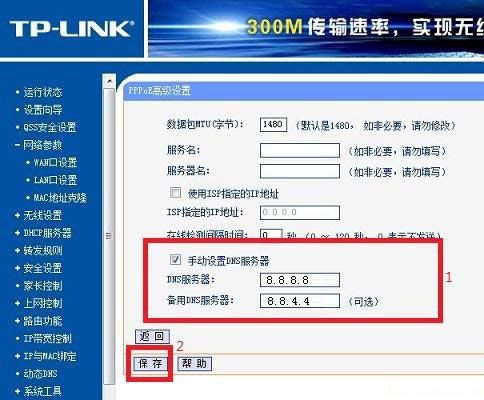 TP-LINK®
300M 传输速率，实现无
运行状态
设置向导
QSS安全设置
网络参数
WAN口设置
LAN口设置
MAC地址克隆
无线设置
DHCP服务器
转发规则
安全设置
家长控制
上网控制
路由功能
IP带宽控制
IP与MAC绑定
动态DNS
系统工具
PPPoE高级设置
数据包MTU(字节)： 1480 （默认是1480， 如非必要，请勿修改）
服务名： （如非必要，请勿填写）
服务器名： （如非必要，请勿填写）
使用ISP指定的IP地址
ISP指定的IP地址： 0.0.0.0
在线检测间隔时间： 0 秒 （0 ～ 120 秒， 0 表示不发送）
手动设置DNS服务器
DNS服务器： 8.8.8.8
备用DNS服务器： 8.8.4.4 （可选）
1
返 回
2
保 存 帮 助